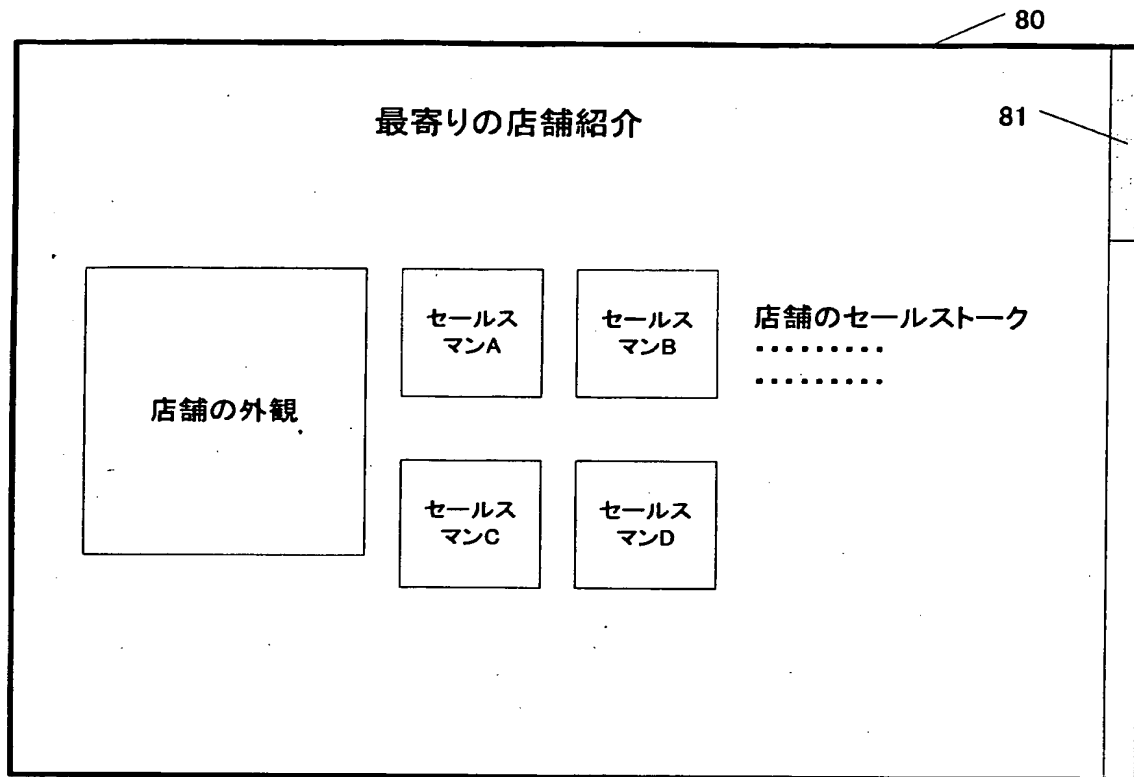 80
最寄りの店舗紹介
81
店舗の外観
セールス
マンA
セールス
マンB
セールス
マンC
セールス
マンD
店舗のセールストーク
・・・・・・・・・
・・・・・・・・・